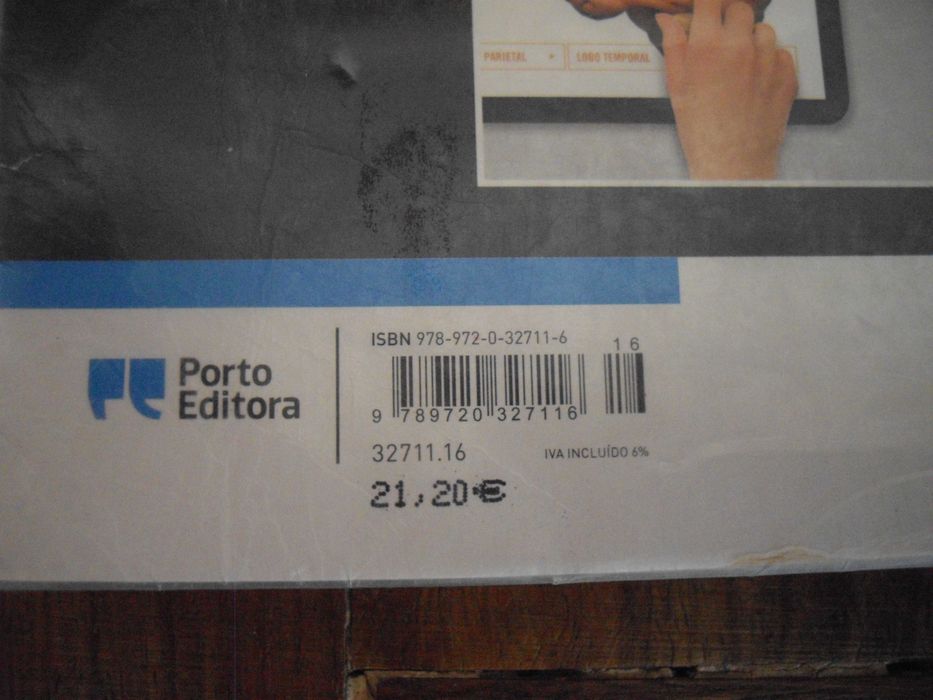 PARIETAL
LOBO TEMPORAL
ISBN 978-972-0-32711-6
16
Porto
Editora
9 789720 327116
32711.16
IVA INCLUÍDO 6%
21,20€